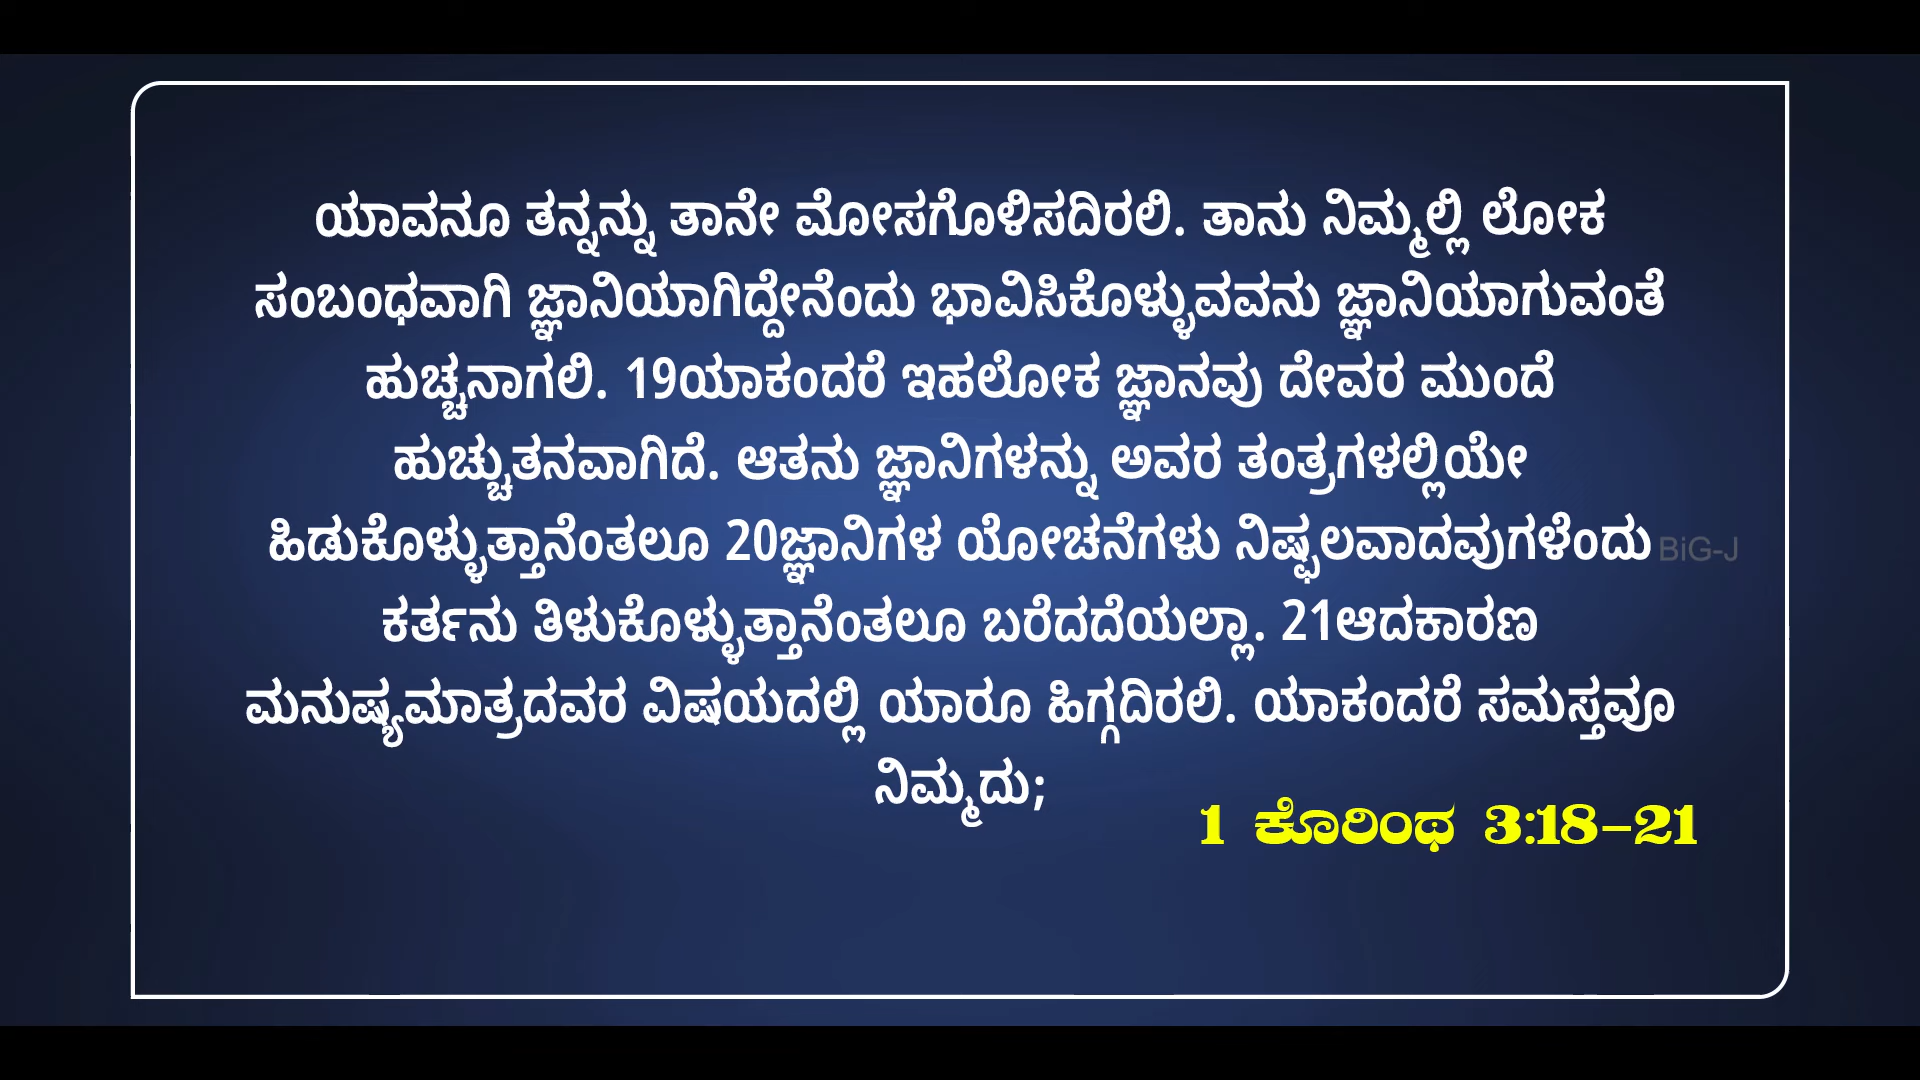 ಯಾವನೂ ತನ್ನನ್ನು ತಾನೇ ಮೋಸಗೊಳಿಸದಿರಲಿ. ತಾನು ನಿಮ್ಮಲ್ಲಿ ಲೋಕ
ಸಂಬಂಧವಾಗಿ ಜ್ಞಾನಿಯಾಗಿದ್ದೇನೆಂದು ಭಾವಿಸಿಕೊಳ್ಳುವವನು ಜ್ಞಾನಿಯಾಗುವಂತೆ
ಹುಚ್ಚನಾಗಲಿ. 19ಯಾಕಂದರೆ ಇಹಲೋಕ ಜ್ಞಾನವು ದೇವರ ಮುಂದೆ
ಹುಚ್ಚುತನವಾಗಿದೆ. ಆತನು ಜ್ಞಾನಿಗಳನ್ನು ಅವರ ತಂತ್ರಗಳಲ್ಲಿಯೇ
ಹಿಡುಕೊಳ್ಳುತ್ತಾನೆಂತಲೂ 20ಜ್ಞಾನಿಗಳ ಯೋಚನೆಗಳು ನಿಷ್ಫಲವಾದವುಗಳೆಂದು
BiG-J
ಕರ್ತನು ತಿಳುಕೊಳ್ಳುತ್ತಾನೆಂತಲೂ ಬರೆದದೆಯಲ್ಲಾ. 21ಆದಕಾರಣ
ಮನುಷ್ಯಮಾತ್ರದವರ ವಿಷಯದಲ್ಲಿ ಯಾರೂ ಹಿಗ್ಗದಿರಲಿ. ಯಾಕಂದರೆ ಸಮಸ್ತವೂ
ನಿಮ್ಮದು;
1 ಕೊರಿಂಥ 3:18-21